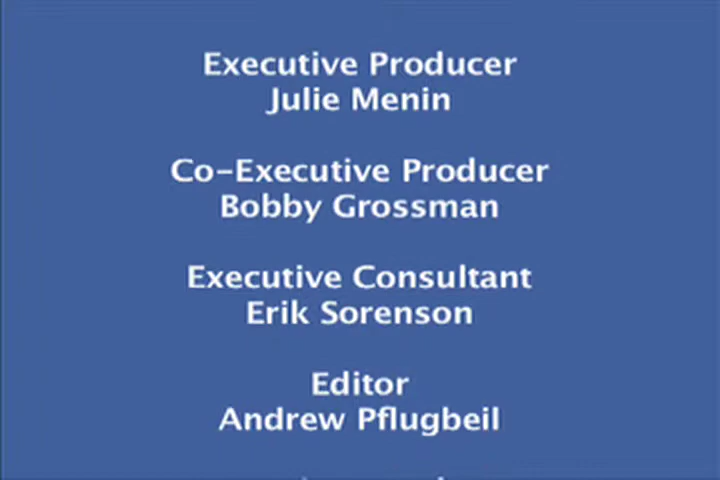 Executive Producer
Julie Menin
Co-Executive Producer
Bobby Grossman
Executive Consultant
Erik Sorenson
Editor
Andrew Pflugbeil